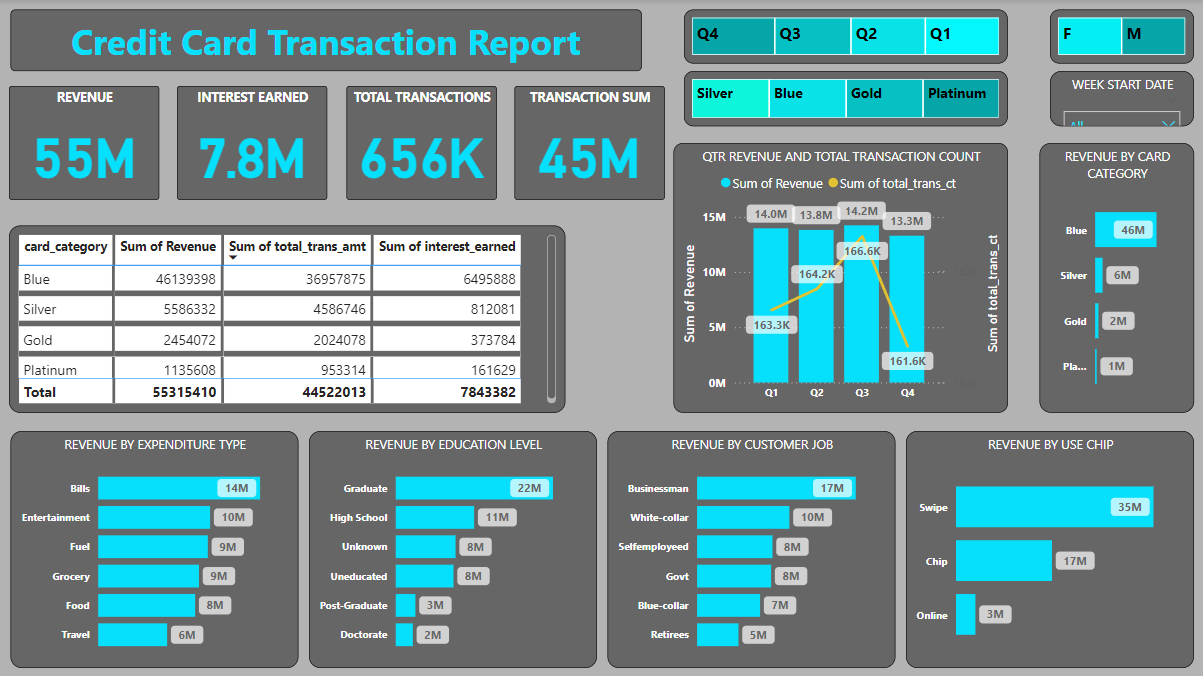 Credit Card Transaction Report
Q4 Q3 Q2 Q1
F M
Silver Blue Gold Platinum
WEEK START DATE
All
REVENUE
55M
INTEREST EARNED
7.8M
TOTAL TRANSACTIONS
656K
TRANSACTION SUM
45M
card_category Sum of Revenue Sum of total_trans_amt Sum of interest_earned
Blue 46139398 36957875 6495888
Silver 5586332 4586746 812081
Gold 2454072 2024078 373784
Platinum 1135608 953314 161629
Total 55315410 44522013 7843382
QTR REVENUE AND TOTAL TRANSACTION COUNT
Sum of Revenue Sum of total_trans_ct
15M
10M
5M
0M
Sum of Revenue
14.0M 13.8M 14.2M 13.3M
163.3K 164.2K 166.6K 161.6K
Q1 Q2 Q3 Q4
Sum of total_trans_ct
REVENUE BY CARD
CATEGORY
Blue 46M
Silver 6M
Gold 2M
Pla... 1M
REVENUE BY EXPENDITURE TYPE
Bills 14M
Entertainment 10M
Fuel 9M
Grocery 9M
Food 8M
Travel 6M
REVENUE BY EDUCATION LEVEL
Graduate 22M
High School 11M
Unknown 8M
Uneducated 8M
Post-Graduate 3M
Doctorate 2M
REVENUE BY CUSTOMER JOB
Businessman 17M
White-collar 10M
Selfemployeed 8M
Govt 8M
Blue-collar 7M
Retirees 5M
REVENUE BY USE CHIP
Swipe 35M
Chip 17M
Online 3M